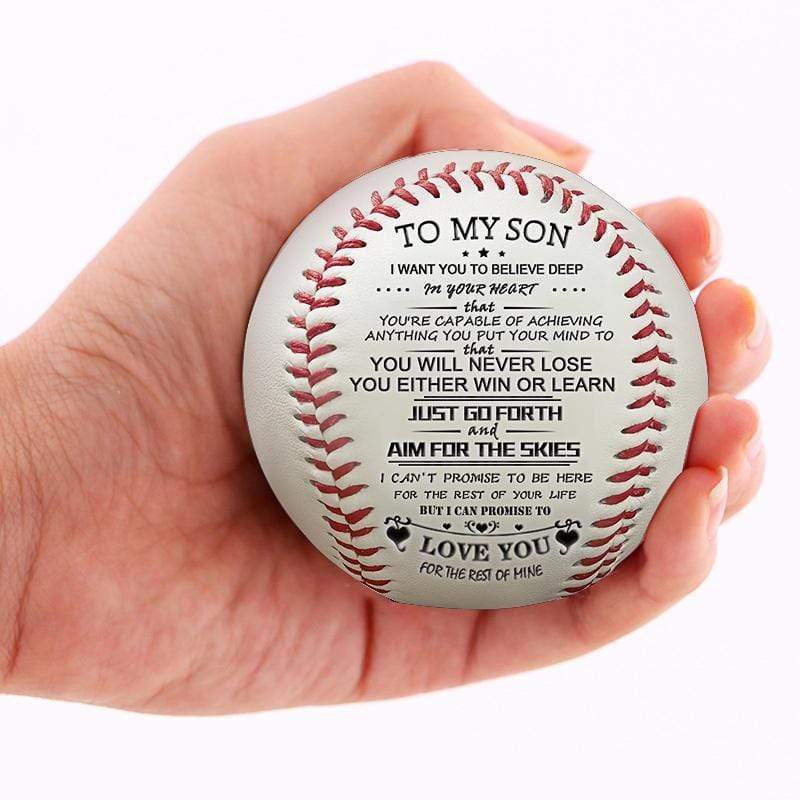 TO MY SON
I WANT YOU TO BELIEVE DEEP
IN YOUR HEART
that
YOU'RE CAPABLE OF ACHIEVING
ANYTHING YOU PUT YOUR MIND TO
that
YOU WILL NEVER LOSE
YOU EITHER WIN OR LEARN
JUST GO FORTH
and
AIM FOR THE SKIES
I CAN'T PROMISE TO BE HERE
FOR THE REST OF YOUR LIFE
BUT I CAN PROMISE TO
LOVE YOU
FOR THE REST OF MINE